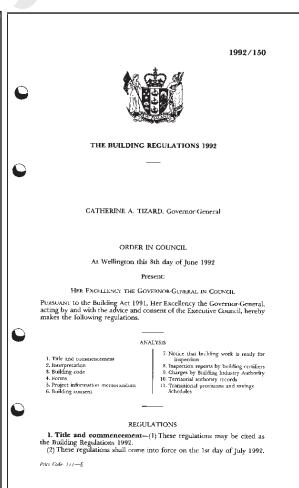 1992/150
THE BUILDING REGULATIONS 1992
CATHERINE A. TIZARD, Governor-General
ORDER IN COUNCIL
At Wellington this 8th day of June 1992
Present:
HER EXCELLENCY THE GOVERNOR-GENERAL IN COUNCIL
PURSUANT to the Building Act 1991, Her Excellency the Governor-General,
acting by and with the advice and consent of the Executive Council, hereby
makes the following regulations.
ANALYSIS
1. Title and commencement
2. Interpretation
3. Building code
4. Forms
5. Project information memorandum
6. Building consent
7. Notice that building work is ready for
inspection
8. Inspection reports by building certifiers
9. Charges by Building Industry Authority
10. Territorial authority records
11. Transitional provisions and savings
Schedules
REGULATIONS
1. Title and commencement—(1) These regulations may be cited as
the Building Regulations 1992.
(2) These regulations shall come into force on the 1st day of July 1992.
Price Code